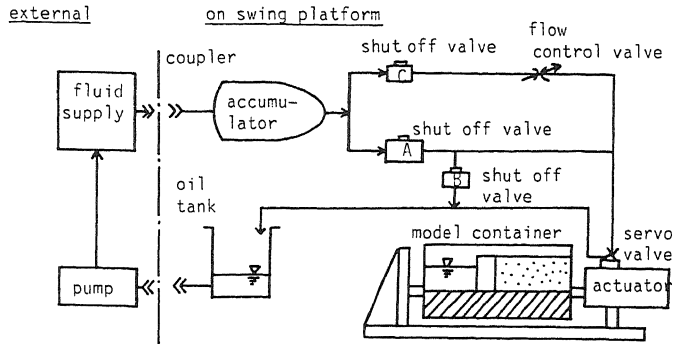 external
on swing platform
coupler
shut off valve
flow
control valve
C
fluid
supply
accumu-
lator
shut off valve
A
B
shut off
valve
oil
tank
model container
servo
valve
pump
actuator